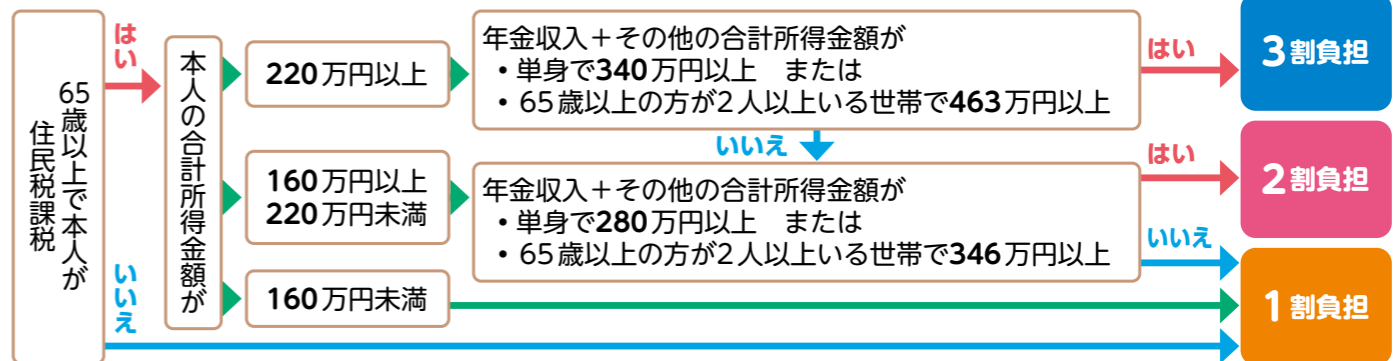 65歳以上で本人が
住民税課税
はい
いいえ
本人の合計所得金額が
220万円以上
160万円以上
220万円未満
160万円未満
年金収入＋その他の合計所得金額が
・単身で340万円以上　または
・65歳以上の方が2人以上いる世帯で463万円以上
はい
3割負担
いいえ
年金収入＋その他の合計所得金額が
・単身で280万円以上　または
・65歳以上の方が2人以上いる世帯で346万円以上
はい
2割負担
いいえ
1割負担